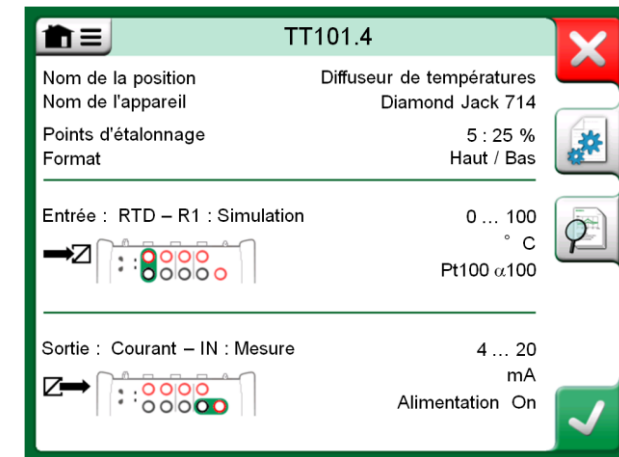 TT101.4
Nom de la position Diffuseur de températures
Nom de l'appareil Diamond Jack 714
Points d'étalonnage 5 : 25 %
Format Haut / Bas
Entrée : RTD – R1 : Simulation 0 … 100
° C
Pt100 α100
Sortie : Courant – IN : Mesure 4 … 20
mA
Alimentation On